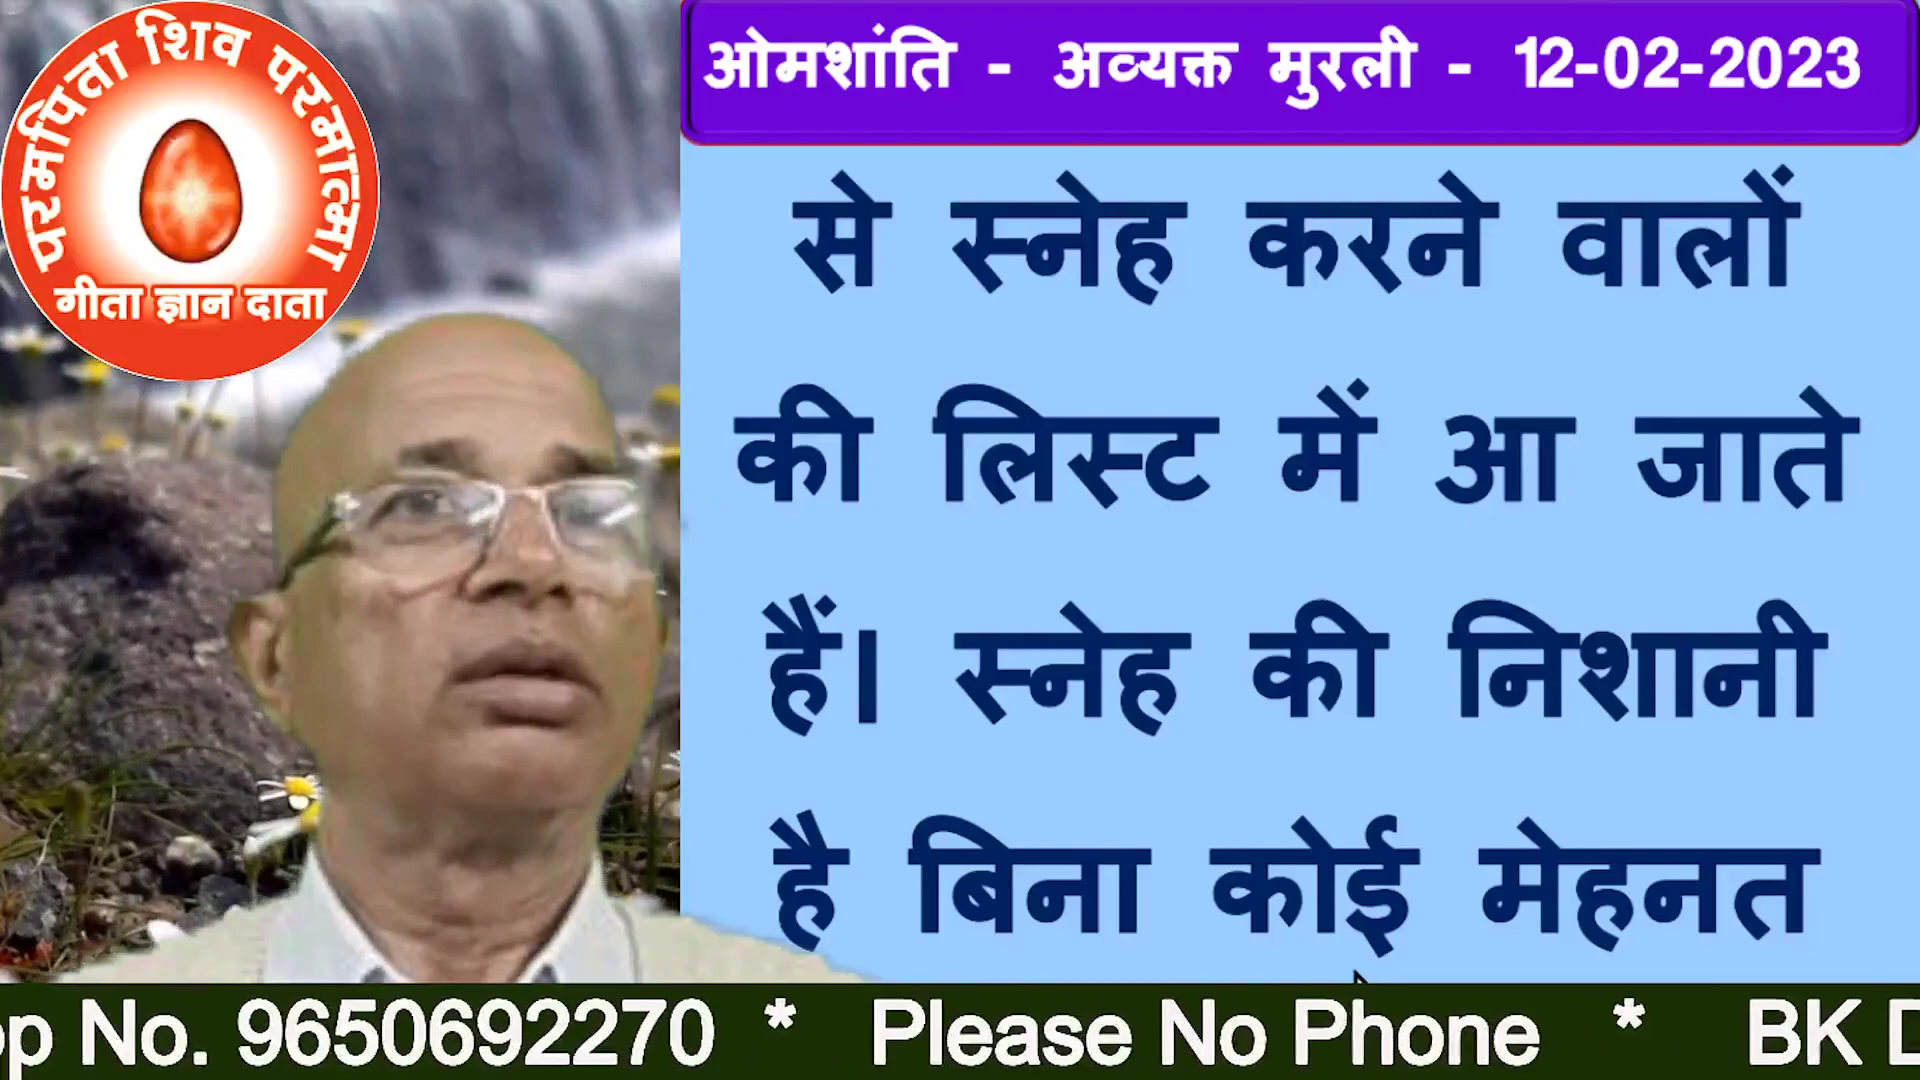 परमपिता शिव परमात्मा
गीता ज्ञान दाता
ओमशांति - अव्यक्त मुरली - 12-02-2023
से स्नेह करने वालों
की लिस्ट में आ जाते
हैं। स्नेह की निशानी
है बिना कोई मेहनत
No. 9650692270 * Please No Phone * BK